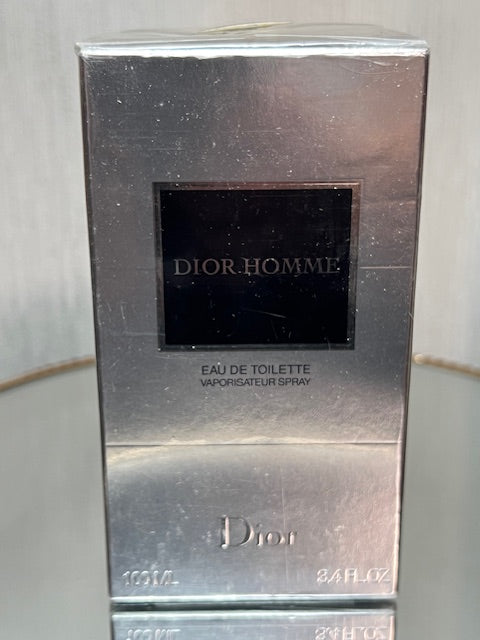 DIOR HOMME
EAU DE TOILETTE
VAPORISATEUR SPRAY
Dior
100 ML 3.4 FL.OZ